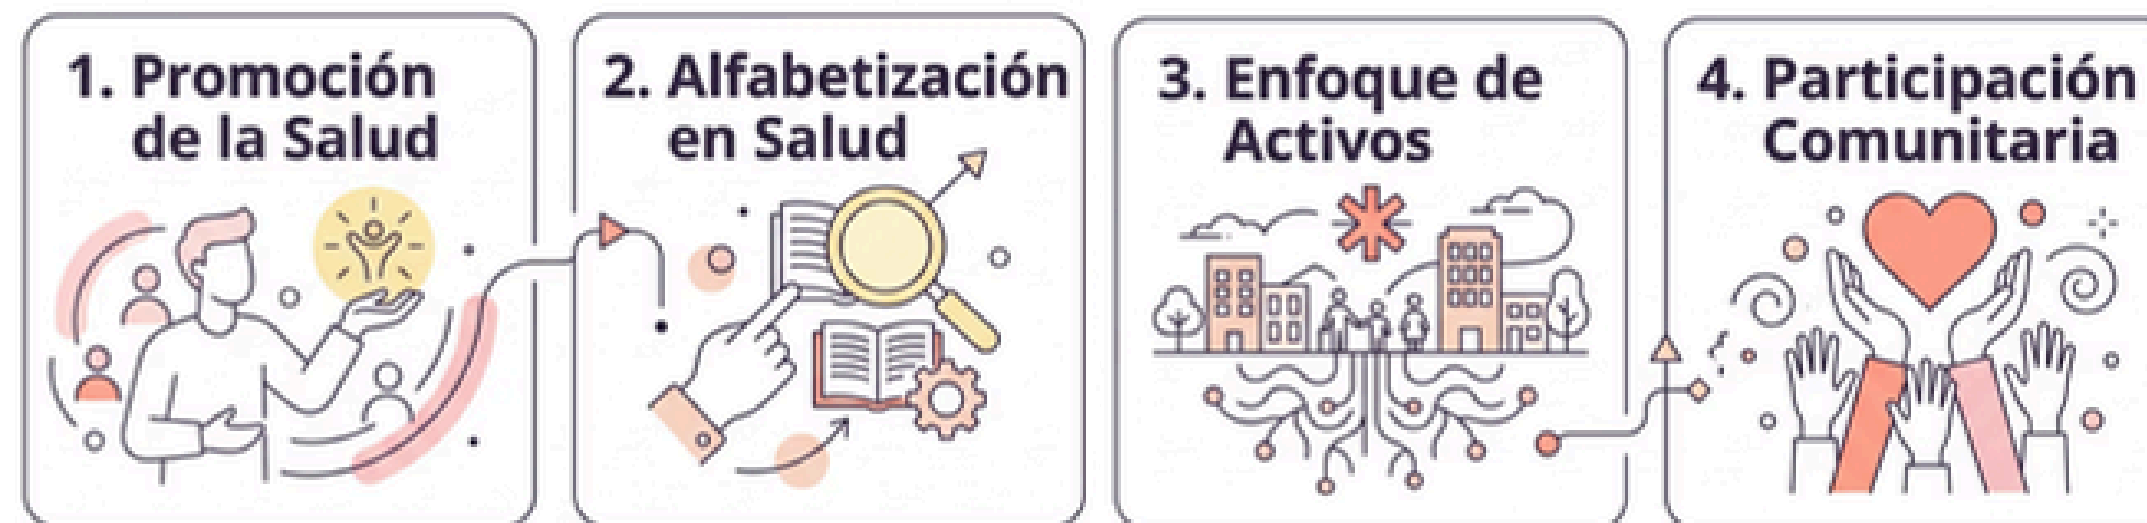 1. Promoción
de la Salud
2. Alfabetización
en Salud
3. Enfoque de
Activos
4. Participación
Comunitaria